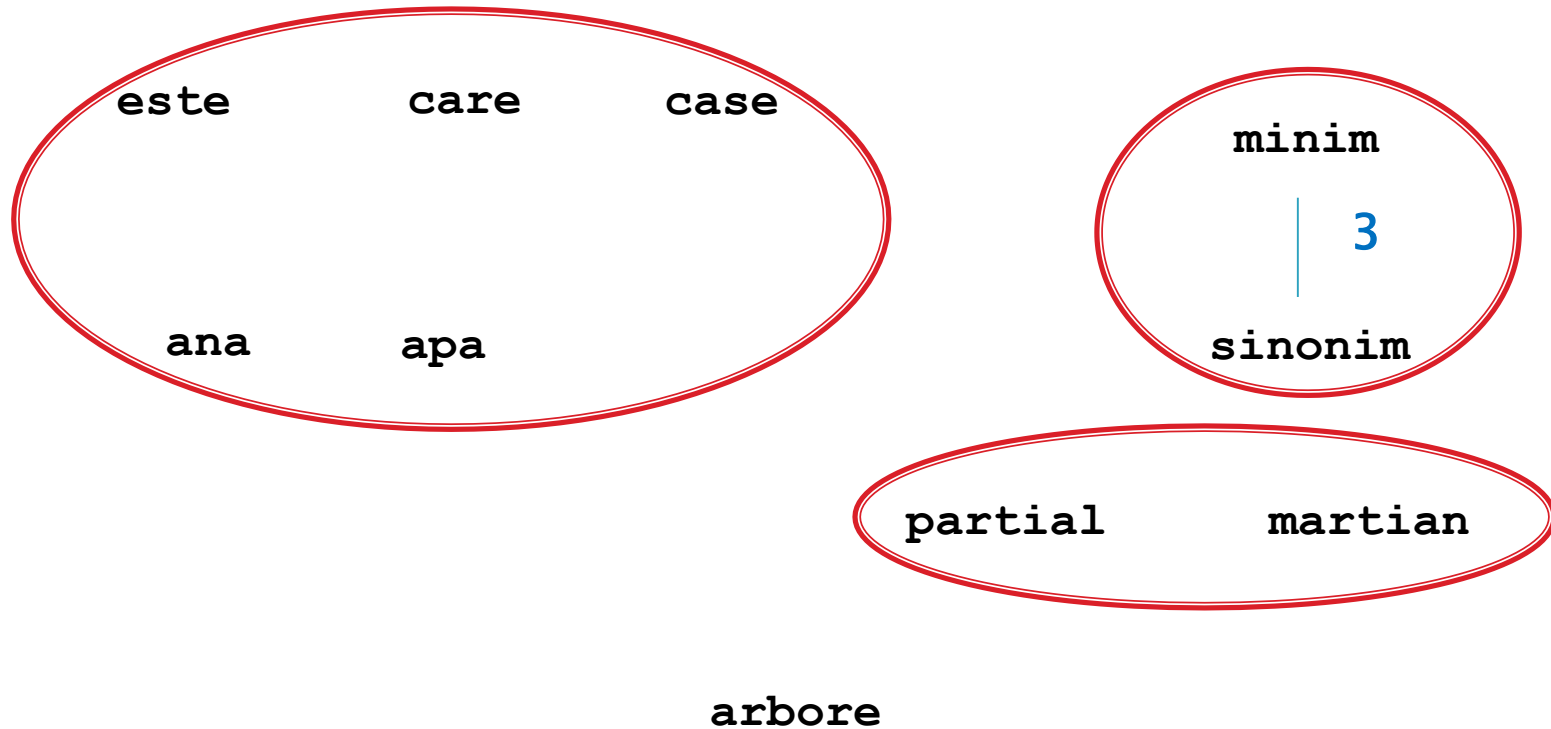 este care case
minim
3
ana apa
sinonim
partial martian
arbore